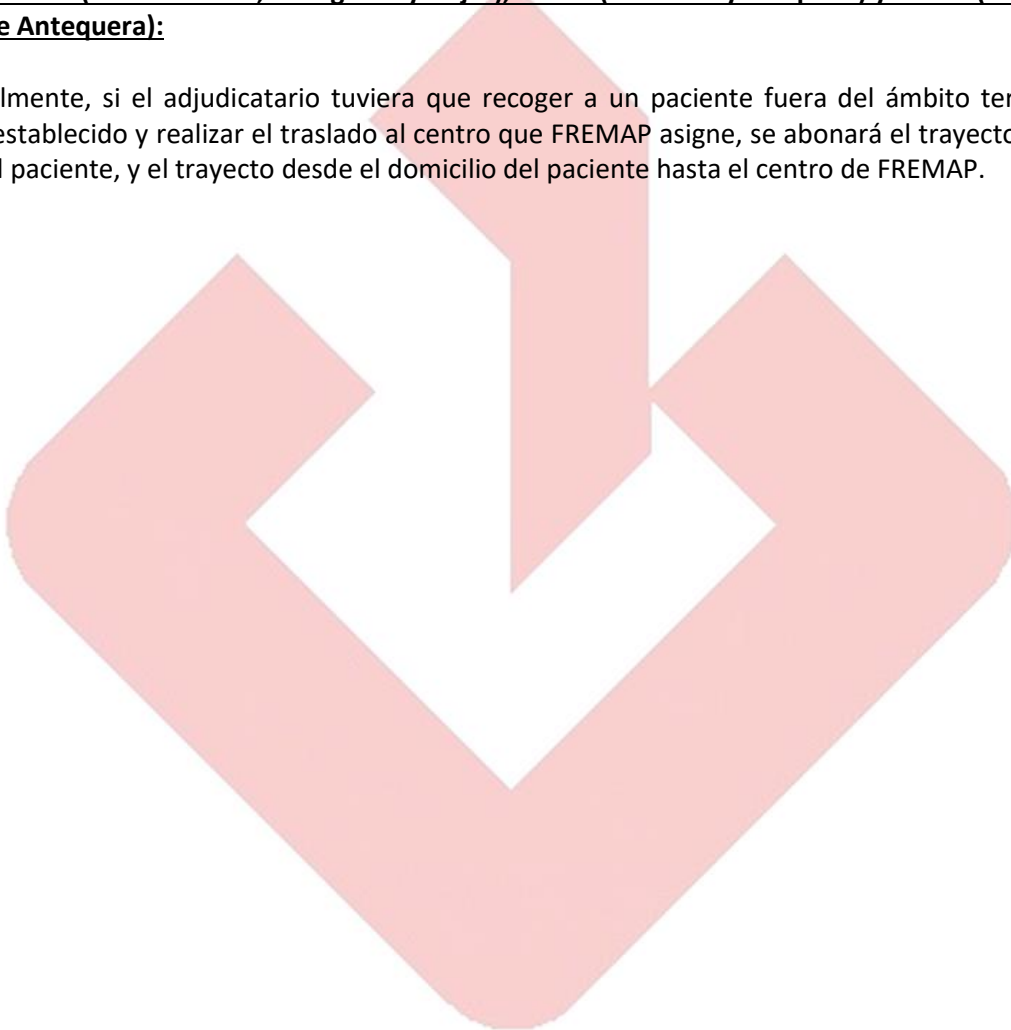 e Antequera):
lmente, si el adjudicatario tuviera que recoger a un paciente fuera del ámbito ter
establecido y realizar el traslado al centro que FREMAP asigne, se abonará el trayecto
l paciente, y el trayecto desde el domicilio del paciente hasta el centro de FREMAP.